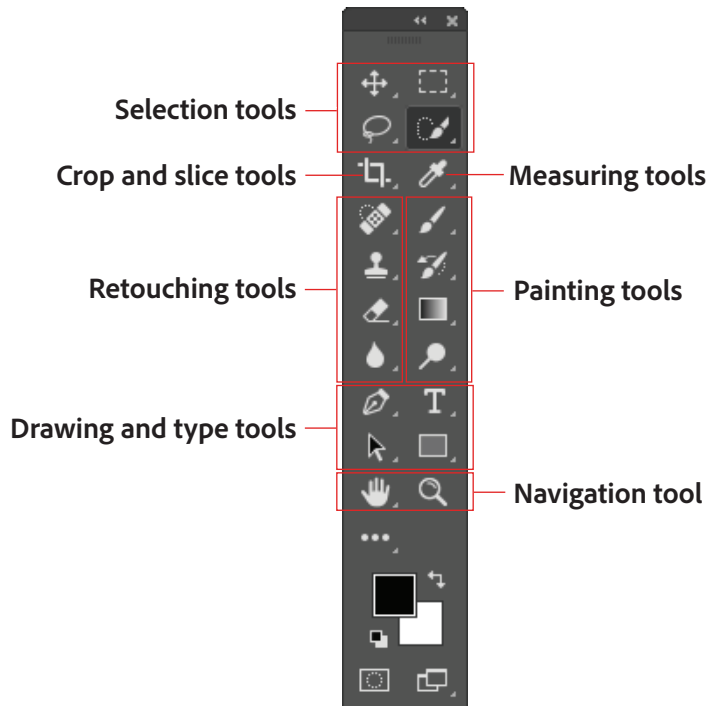 Selection tools
Crop and slice tools
Measuring tools
Retouching tools
Painting tools
Drawing and type tools
Navigation tool